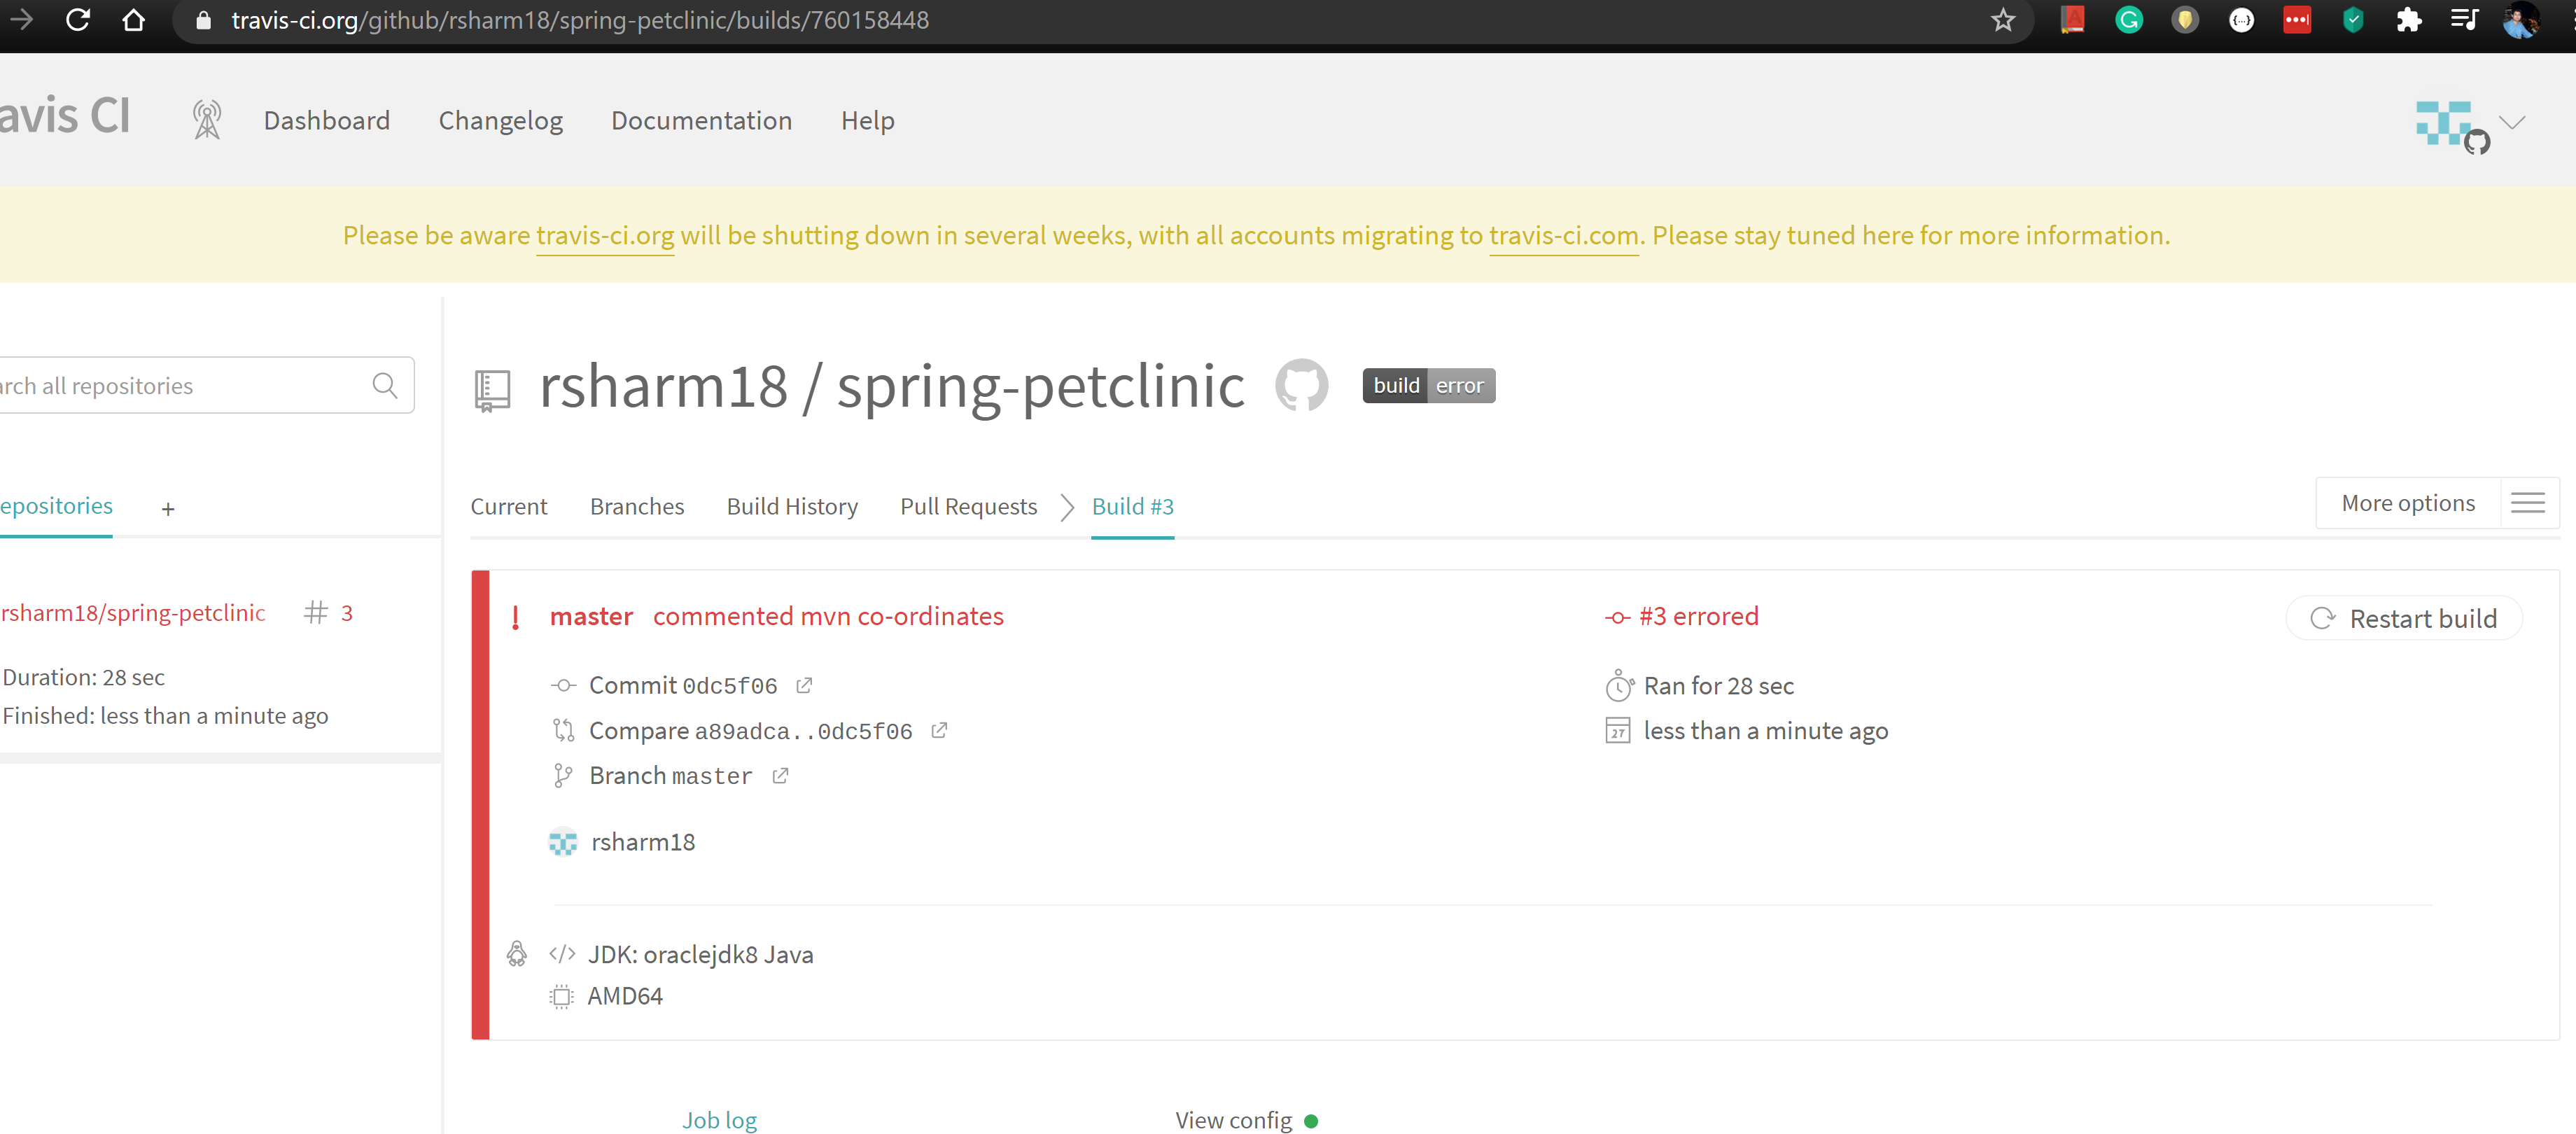 travis-ci.org/github/rsharm18/spring-petclinic/builds/760158448
avis CI
Dashboard
Changelog
Documentation
Help
Please be aware travis-ci.org will be shutting down in several weeks, with all accounts migrating to travis-ci.com. Please stay tuned here for more information.
rch all repositories
epositories
+
rsharm18/spring-petclinic # 3
Duration: 28 sec
Finished: less than a minute ago
rsharm18 / spring-petclinic
build error
Current
Branches
Build History
Pull Requests
Build #3
More options
! master commented mvn co-ordinates
Commit 0dc5f06
Compare a89adca..0dc5f06
Branch master
rsharm18
#3 errored
Ran for 28 sec
27 less than a minute ago
Restart build
</> JDK: oraclejdk8 Java
AMD64
Job log
View config